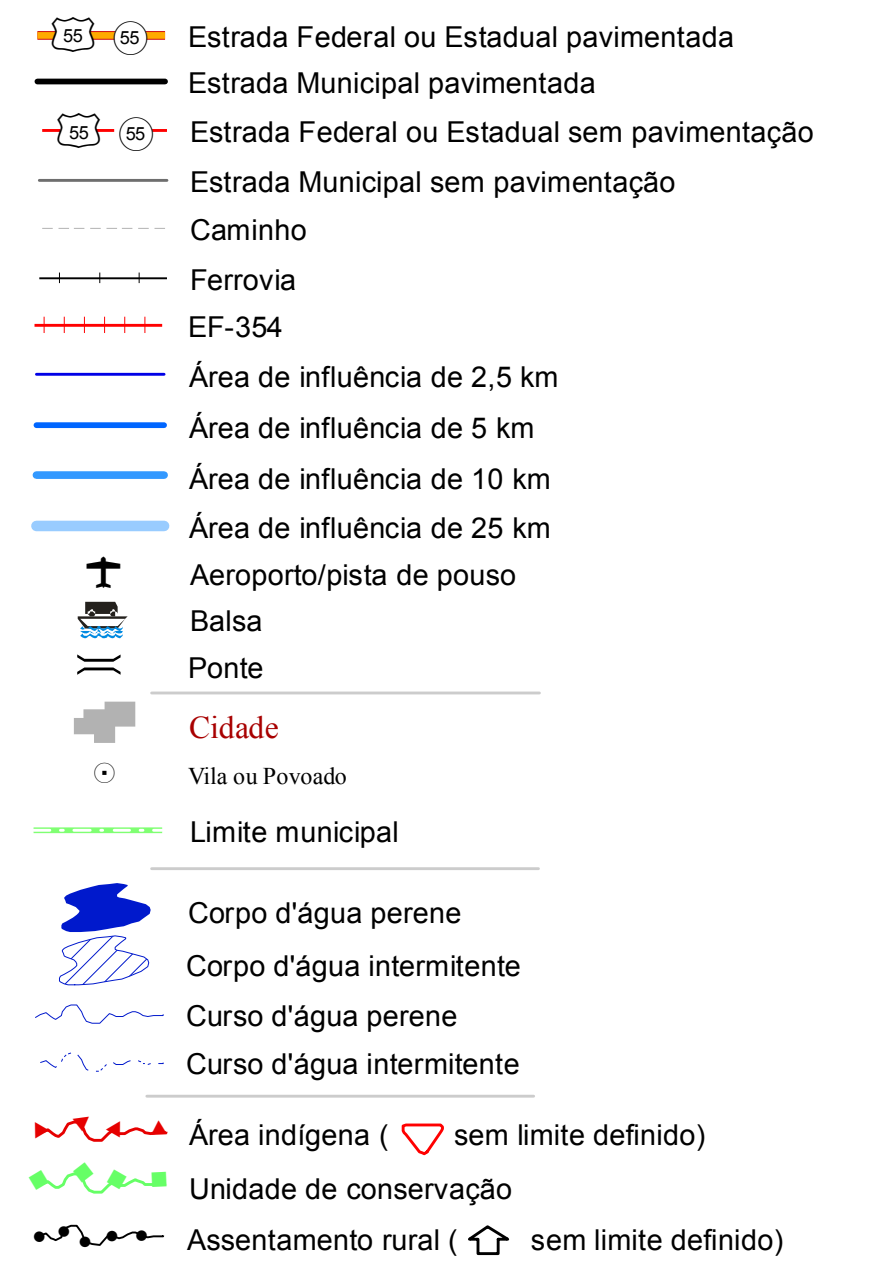 55 55 Estrada Federal ou Estadual pavimentada
Estrada Municipal pavimentada
55 55 Estrada Federal ou Estadual sem pavimentação
Estrada Municipal sem pavimentação
Caminho
Ferrovia
EF-354
Área de influência de 2,5 km
Área de influência de 5 km
Área de influência de 10 km
Área de influência de 25 km
Aeroporto/pista de pouso
Balsa
Ponte
Cidade
Vila ou Povoado
Limite municipal
Corpo d'água perene
Corpo d'água intermitente
Curso d'água perene
Curso d'água intermitente
Área indígena ( sem limite definido)
Unidade de conservação
Assentamento rural ( sem limite definido)